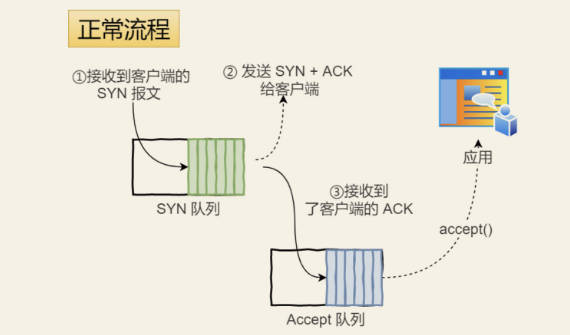 正常流程
①接收到客户端的
SYN 报文
② 发送 SYN + ACK
给客户端
SYN 队列
③接收到
了客户端的 ACK
应用
accept()
Accept 队列